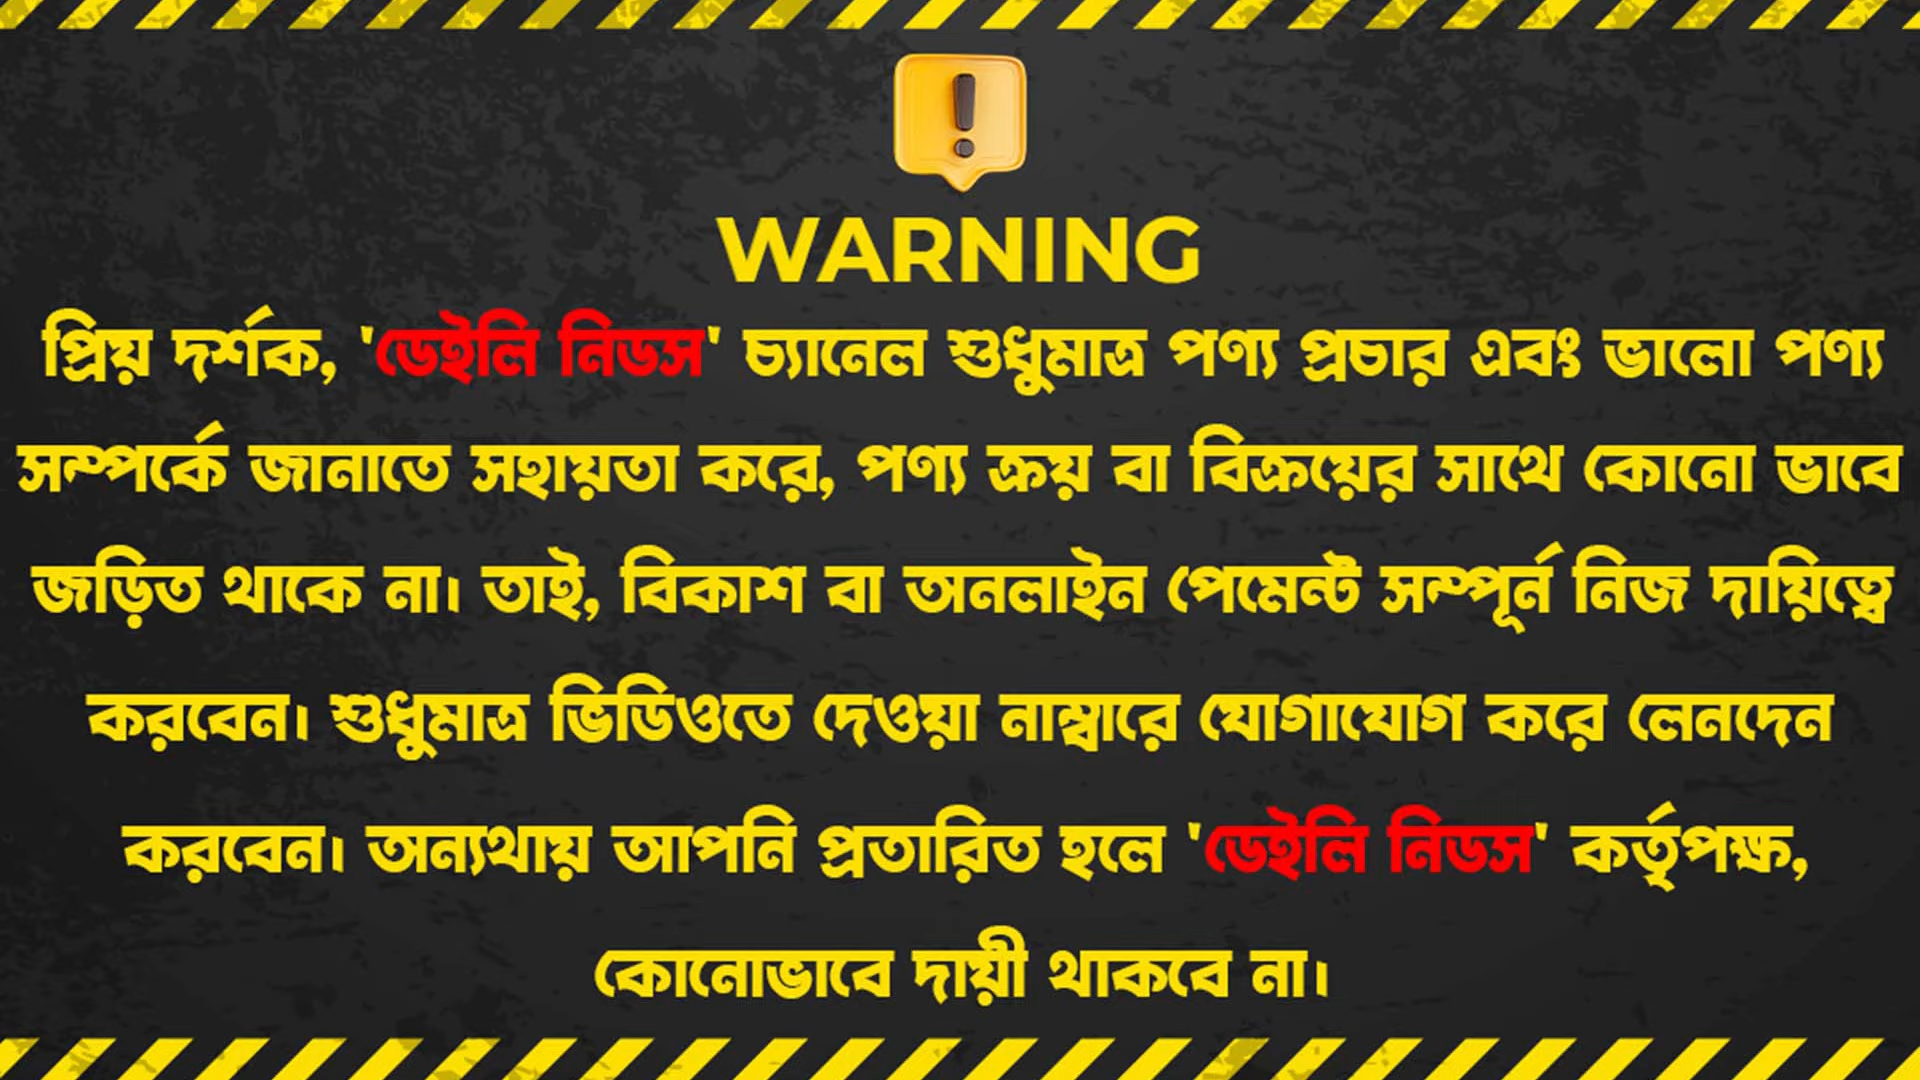 WARNING
প্রিয় দর্শক, 'ডেইলি নিডস' চ্যানেল শুধুমাত্র পণ্য প্রচার এবং ভালো পণ্য
সম্পর্কে জানাতে সহায়তা করে, পণ্য ক্রয় বা বিক্রয়ের সাথে কোনো ভাবে
জড়িত থাকে না। তাই, বিকাশ বা অনলাইন পেমেন্ট সম্পূর্ন নিজ দায়িত্বে
করবেন। শুধুমাত্র ভিডিওতে দেওয়া নাম্বারে যোগাযোগ করে লেনদেন
করবেন। অন্যথায় আপনি প্রতারিত হলে 'ডেইলি নিডস' কর্তৃপক্ষ,
কোনোভাবে দায়ী থাকবে না।